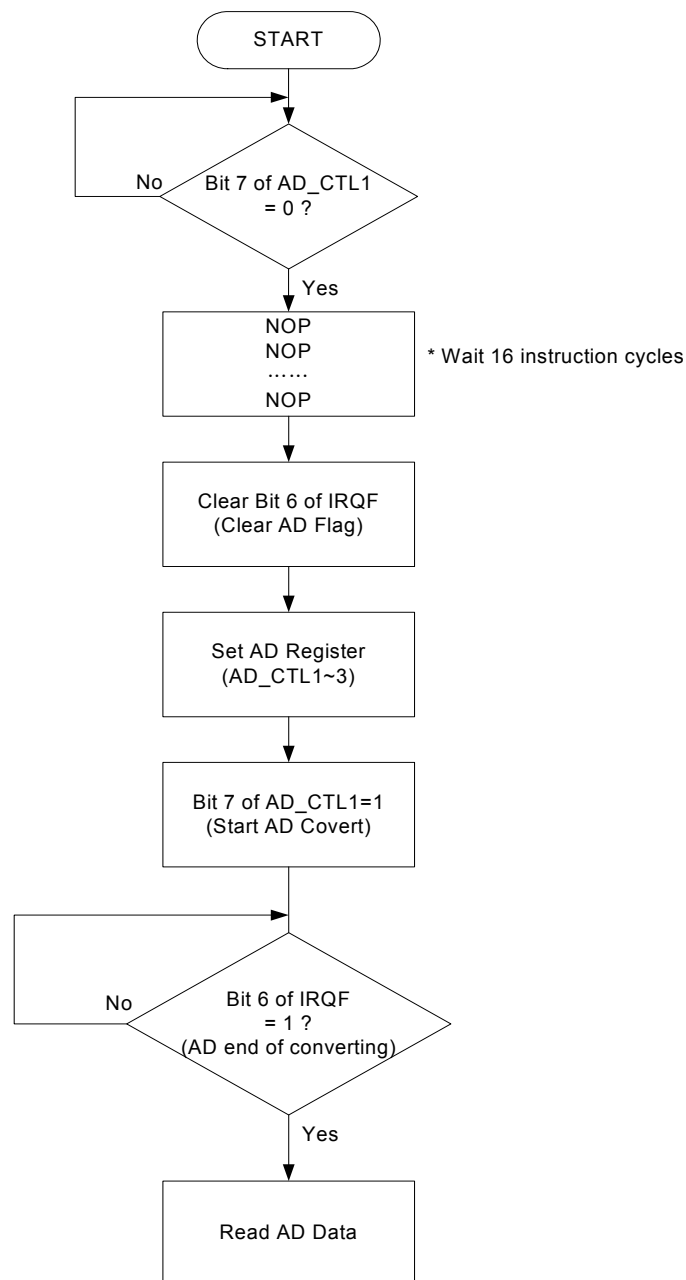 START
Bit 7 of AD_CTL1
= 0 ?
No
Yes
NOP
NOP
......
NOP
* Wait 16 instruction cycles
Clear Bit 6 of IRQF
(Clear AD Flag)
Set AD Register
(AD_CTL1~3)
Bit 7 of AD_CTL1=1
(Start AD Covert)
Bit 6 of IRQF
= 1 ?
(AD end of converting)
No
Yes
Read AD Data